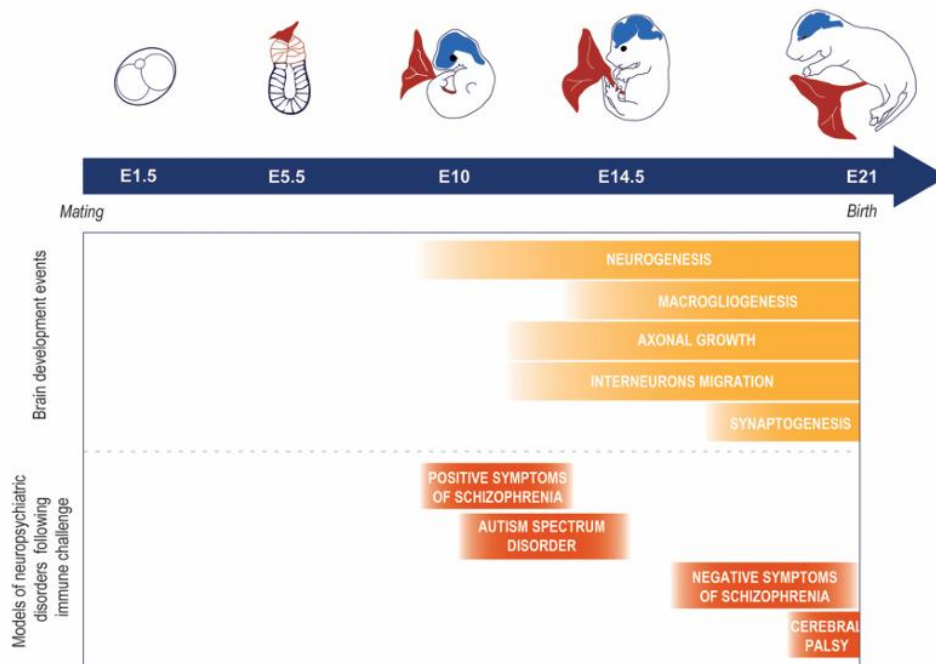 E1.5
E5.5
E10
E14.5
E21
Mating
Birth
Brain development events
NEUROGENESIS
MACROGLIOGENESIS
AXONAL GROWTH
INTERNEURONS MIGRATION
SYNAPTOGENESIS
Models of neuropsychiatric
disorders following
immune challenge
POSITIVE SYMPTOMS
OF SCHIZOPHRENIA
AUTISM SPECTRUM
DISORDER
NEGATIVE SYMPTOMS
OF SCHIZOPHRENIA
CEREBRAL
PALSY